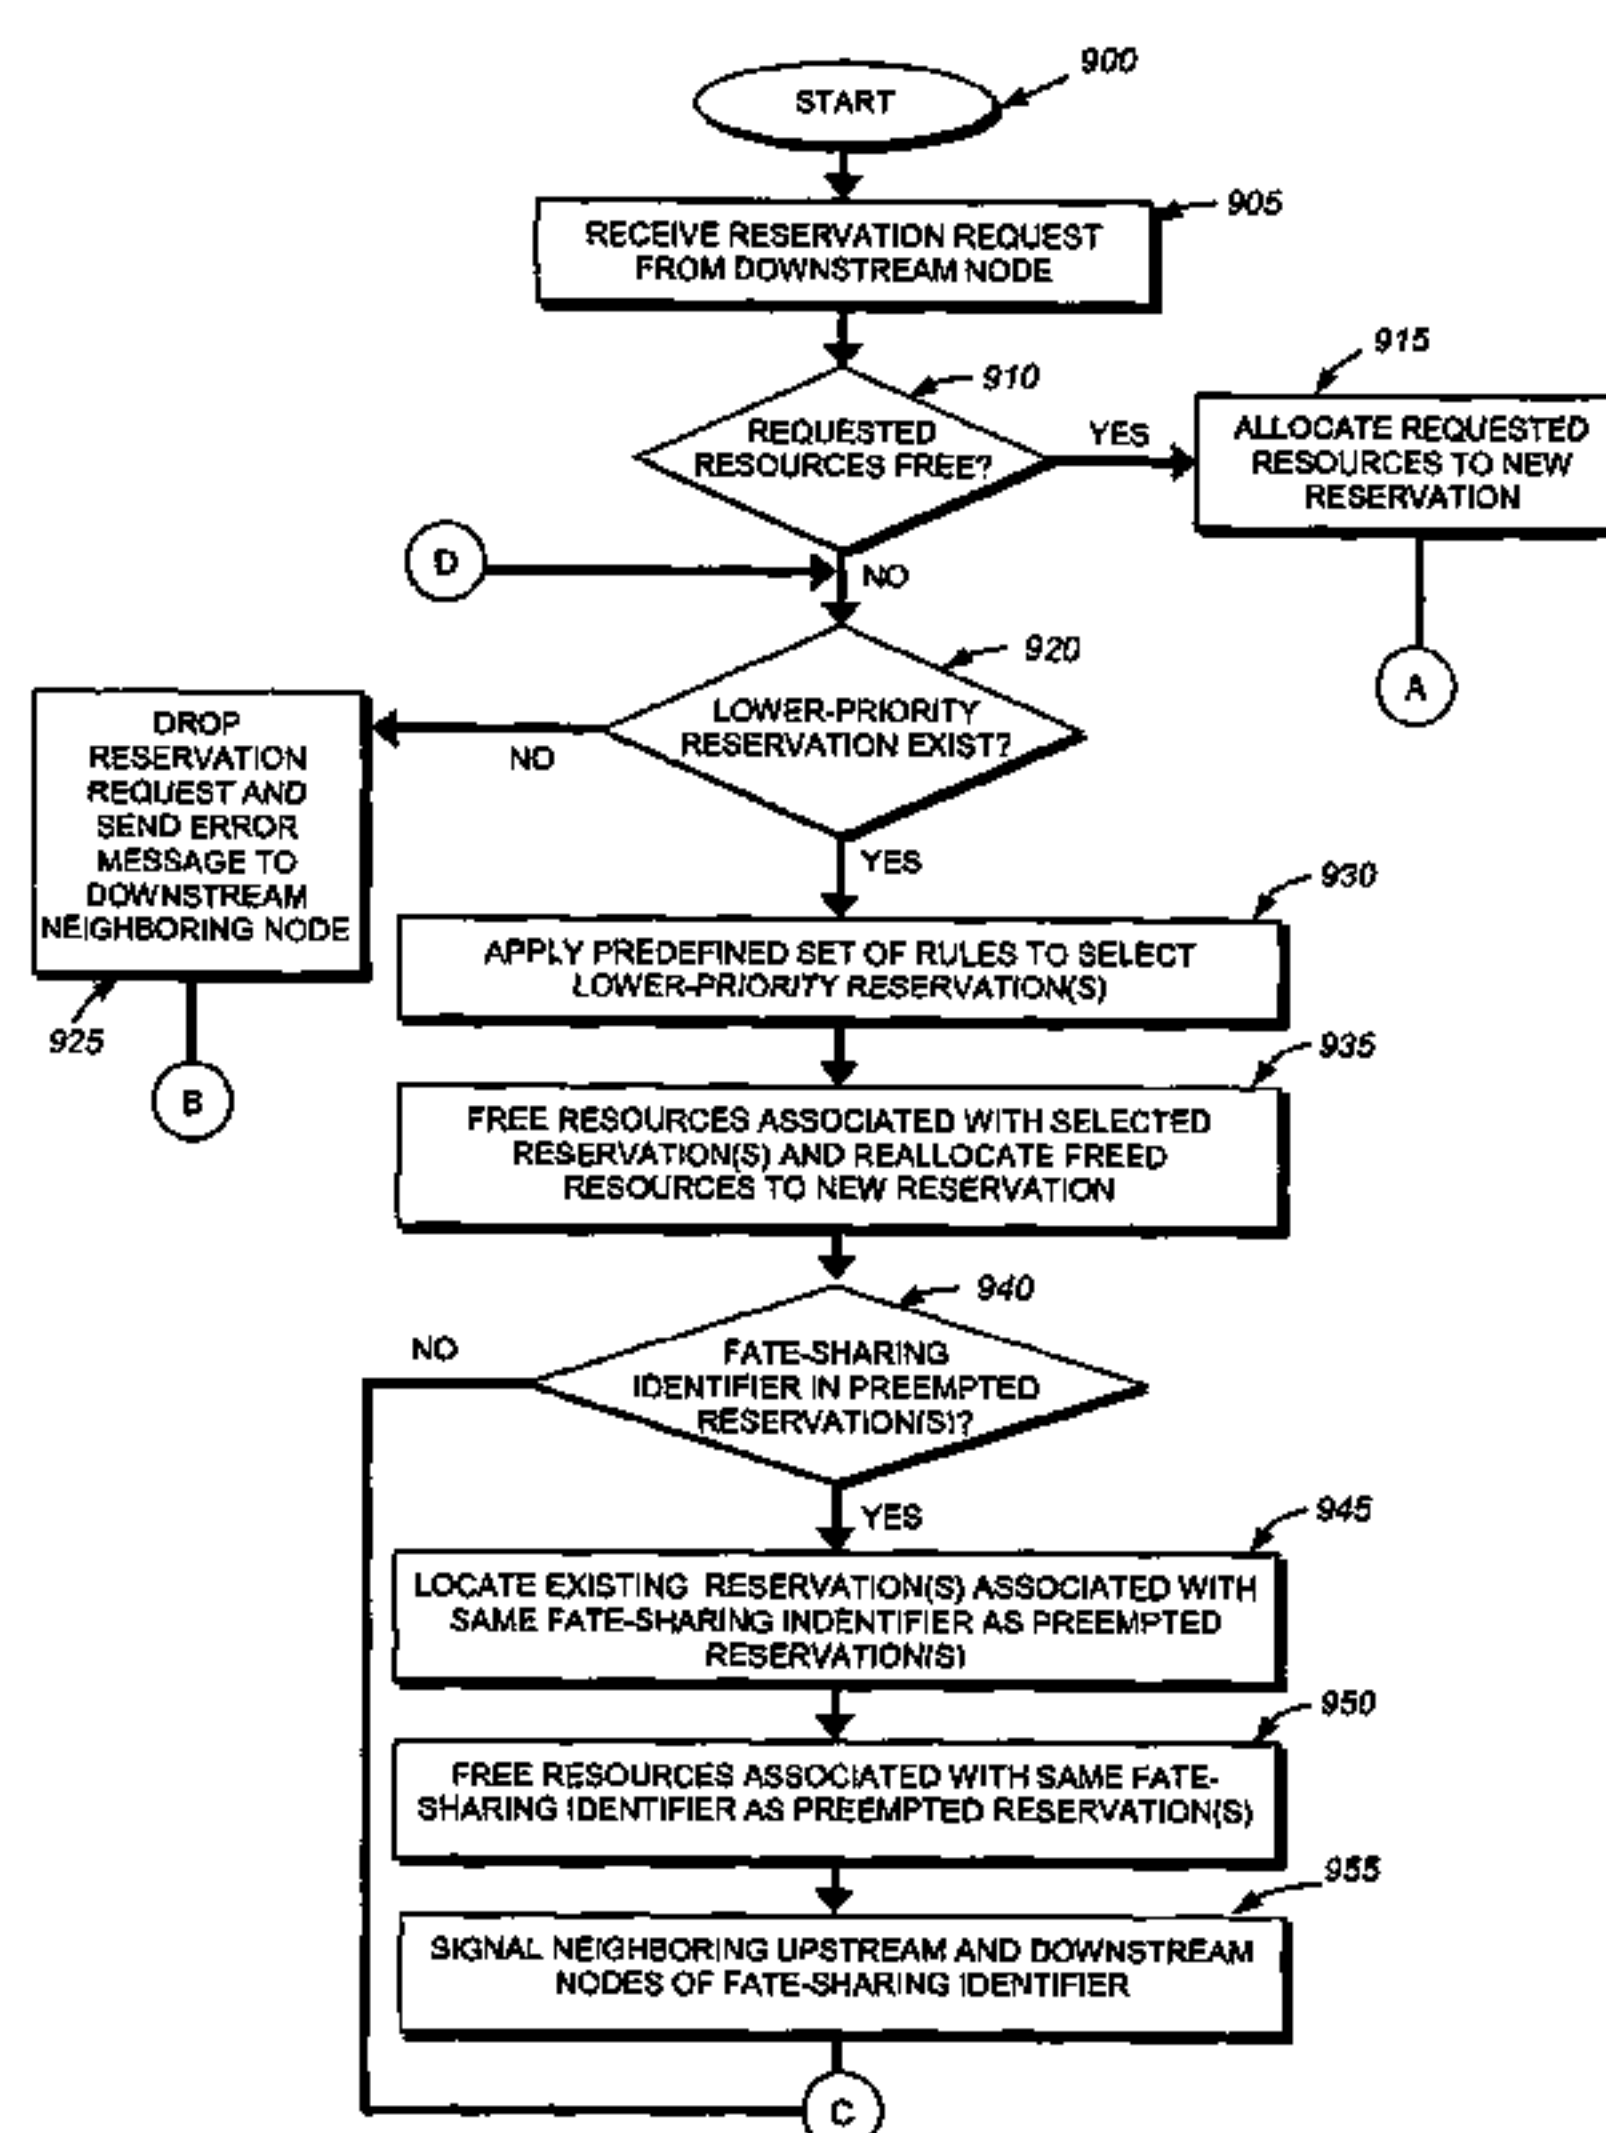 900
START
905
RECEIVE RESERVATION REQUEST
FROM DOWNSTREAM NODE
910
915
REQUESTED
RESOURCES FREE?
YES
ALLOCATE REQUESTED
RESOURCES TO NEW
RESERVATION
D
NO
A
920
LOWER-PRIORITY
RESERVATION EXIST?
NO
DROP
RESERVATION
REQUEST AND
SEND ERROR
MESSAGE TO
DOWNSTREAM
NEIGHBORING NODE
925
B
YES
930
APPLY PREDEFINED SET OF RULES TO SELECT
LOWER-PRIORITY RESERVATION(S)
935
FREE RESOURCES ASSOCIATED WITH SELECTED
RESERVATION(S) AND REALLOCATE FREED
RESOURCES TO NEW RESERVATION
940
NO
FATE-SHARING
IDENTIFIER IN PREEMPTED
RESERVATION(S)?
YES
945
LOCATE EXISTING RESERVATION(S) ASSOCIATED WITH
SAME FATE-SHARING INDENTIFIER AS PREEMPTED
RESERVATION(S)
950
FREE RESOURCES ASSOCIATED WITH SAME FATE-
SHARING IDENTIFIER AS PREEMPTED RESERVATION(S)
955
SIGNAL NEIGHBORING UPSTREAM AND DOWNSTREAM
NODES OF FATE-SHARING IDENTIFIER
C